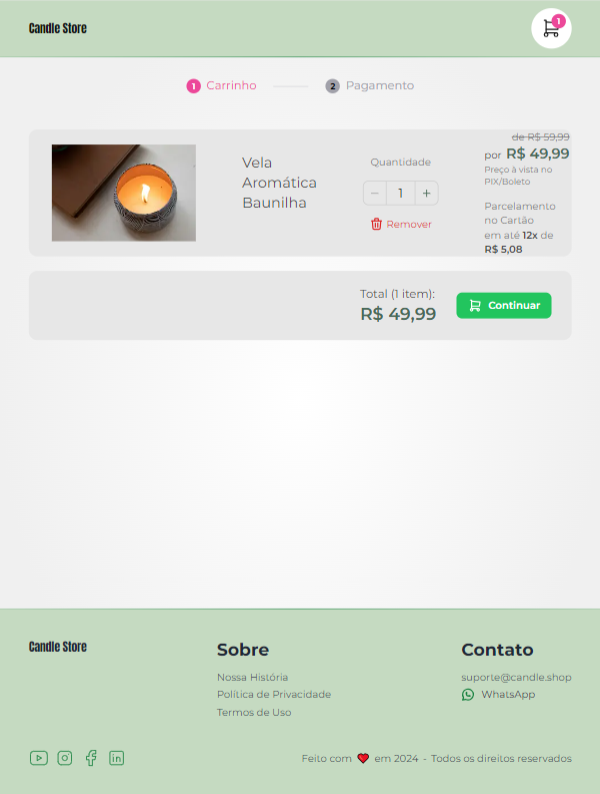 Candle Store
1
1 Carrinho
2 Pagamento
Vela
Aromática
Baunilha
Quantidade
− 1 +
Remover
de R$ 59,99
por R$ 49,99
Preço à vista no
PIX/Boleto
Parcelamento
no Cartão
em até 12x de
R$ 5,08
Total (1 item):
R$ 49,99
Continuar
Candle Store
Sobre
Nossa História
Política de Privacidade
Termos de Uso
Contato
suporte@candle.shop
WhatsApp
Feito com ❤ em 2024 - Todos os direitos reservados